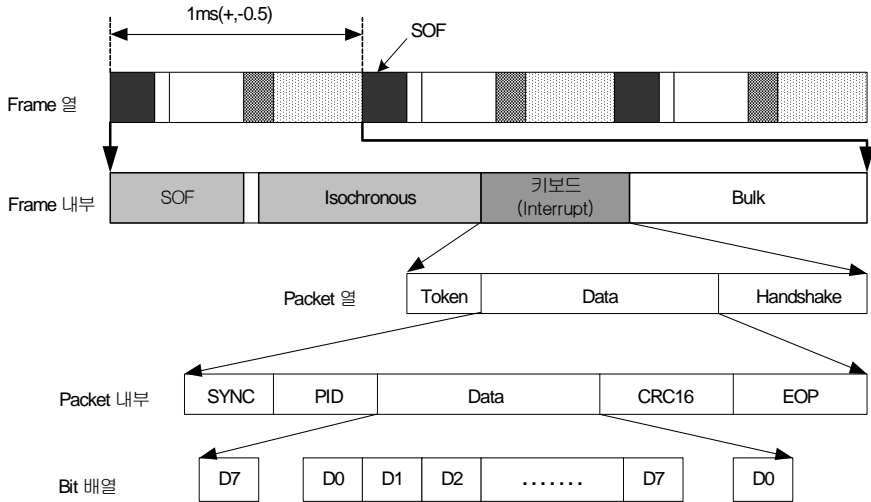 1ms(+,-0.5)
SOF
Frame 열
Frame 내부
SOF
Isochronous
키보드
(Interrupt)
Bulk
Packet 열
Token
Data
Handshake
Packet 내부
SYNC
PID
Data
CRC16
EOP
Bit 배열
D7
D0
D1
D2
.......
D7
D0